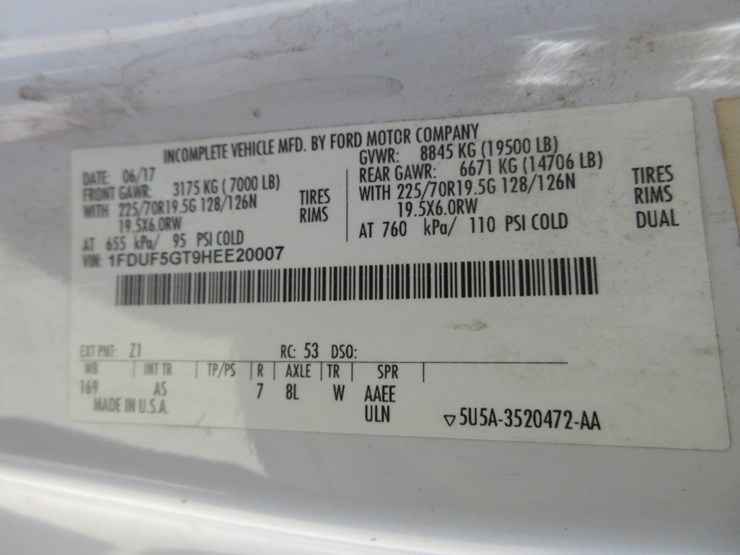 INCOMPLETE VEHICLE MFD. BY FORD MOTOR COMPANY
DATE: 06/17
GVWR: 8845 KG (19500 LB)
FRONT GAWR: 3175 KG ( 7000 LB)
REAR GAWR: 6671 KG (14706 LB)
WITH 225/70R19.5G 128/126N TIRES
WITH 225/70R19.5G 128/126N TIRES
19.5X6.0RW RIMS
19.5X6.0RW RIMS
AT 655 kPa/ 95 PSI COLD
AT 760 kPa/ 110 PSI COLD DUAL
VIN: 1FDUF5GT9HEE20007
EXT PNT: Z1 RC: 53 DSO:
WB INT TR TP/PS R AXLE TR SPR
169 AS 7 8L W AAEE
MADE IN U.S.A. ULN
▽5U5A-3520472-AA